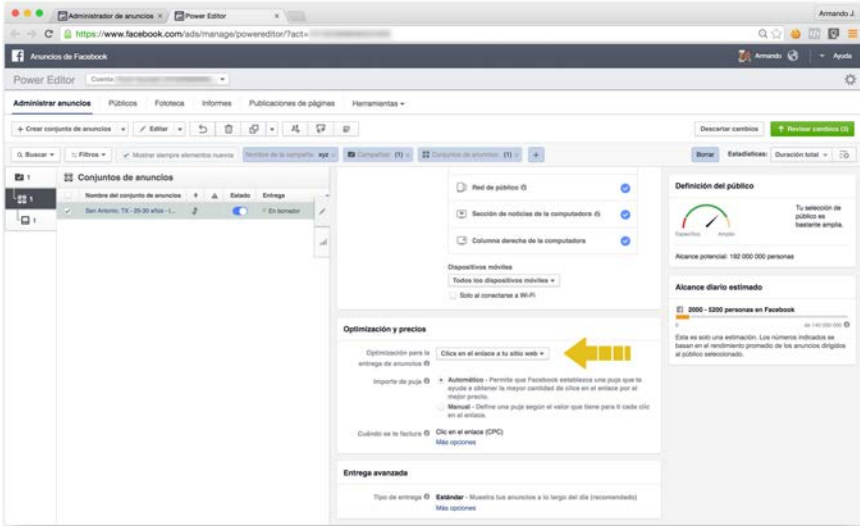 Administrador de anuncios
Power Editor
Armando J.
https://www.facebook.com/ads/manage/powereditor/?act=
Anuncios de Facebook
Armando
Ayuda
Power Editor
Cuenta:
Administrar anuncios
Públicos
Fototeca
Informes
Publicaciones de páginas
Herramientas
+ Crear conjunto de anuncios
Editar
Descartar cambios
Revisar cambios (3)
Buscar
Filtros
Mostrar siempre elementos nuevos
Nombre de la campaña: xyz
Campañas: (1)
Conjuntos de anuncios: (1)
+
Borrar
Estadísticas: Duración total
1
1
1
Conjuntos de anuncios
Nombre del conjunto de anuncios
Estado
Entrega
San Antonio, TX - 25-30 años - I...
En borrador
Red de público
Sección de noticias de la computadora
Columna derecha de la computadora
Dispositivos móviles
Todos los dispositivos móviles
Solo al conectarse a Wi-Fi
Optimización y precios
Optimización para la entrega de anuncios
Clics en el enlace a tu sitio web
Importe de puja
Automático - Permite que Facebook establezca una puja que te
ayude a obtener la mayor cantidad de clics en el enlace por el
mejor precio.
Manual - Define una puja según el valor que tiene para ti cada clic
en el enlace.
Cuándo se te factura
Clic en el enlace (CPC)
Más opciones
Entrega avanzada
Tipo de entrega
Estándar - Muestra tus anuncios a lo largo del día (recomendado)
Más opciones
Definición del público
Específico
Amplio
Tu selección de
público es
bastante amplia.
Alcance potencial: 192 000 000 personas
Alcance diario estimado
2000 - 5200 personas en Facebook
0
de 140 000 000
Esta es solo una estimación. Los números indicados se
basan en el rendimiento promedio de los anuncios dirigidos
al público seleccionado.